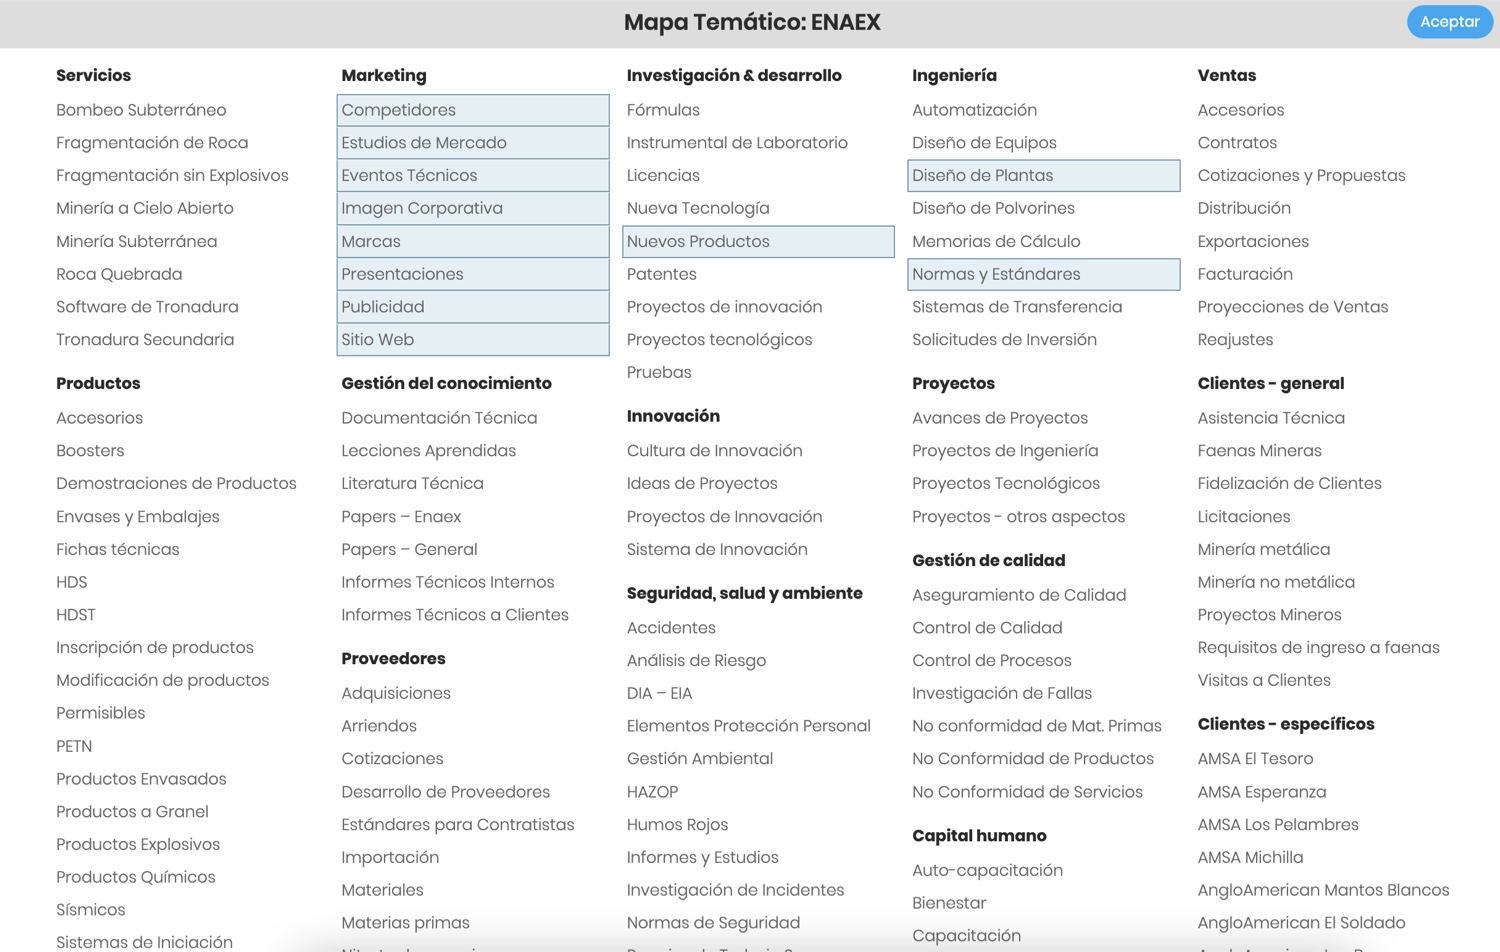 Mapa Temático: ENAEX
Aceptar
Servicios
Bombeo Subterráneo
Fragmentación de Roca
Fragmentación sin Explosivos
Minería a Cielo Abierto
Minería Subterránea
Roca Quebrada
Software de Tronadura
Tronadura Secundaria
Productos
Accesorios
Boosters
Demostraciones de Productos
Envases y Embalajes
Fichas técnicas
HDS
HDST
Inscripción de productos
Modificación de productos
Permisibles
PETN
Productos Envasados
Productos a Granel
Productos Explosivos
Productos Químicos
Sísmicos
Sistemas de Iniciación
Marketing
Competidores
Estudios de Mercado
Eventos Técnicos
Imagen Corporativa
Marcas
Presentaciones
Publicidad
Sitio Web
Gestión del conocimiento
Documentación Técnica
Lecciones Aprendidas
Literatura Técnica
Papers – Enaex
Papers – General
Informes Técnicos Internos
Informes Técnicos a Clientes
Proveedores
Adquisiciones
Arriendos
Cotizaciones
Desarrollo de Proveedores
Estándares para Contratistas
Importación
Materiales
Materias primas
Investigación & desarrollo
Fórmulas
Instrumental de Laboratorio
Licencias
Nueva Tecnología
Nuevos Productos
Patentes
Proyectos de innovación
Proyectos tecnológicos
Pruebas
Innovación
Cultura de Innovación
Ideas de Proyectos
Proyectos de Innovación
Sistema de Innovación
Seguridad, salud y ambiente
Accidentes
Análisis de Riesgo
DIA – EIA
Elementos Protección Personal
Gestión Ambiental
HAZOP
Humos Rojos
Informes y Estudios
Investigación de Incidentes
Normas de Seguridad
Ingeniería
Automatización
Diseño de Equipos
Diseño de Plantas
Diseño de Polvorines
Memorias de Cálculo
Normas y Estándares
Sistemas de Transferencia
Solicitudes de Inversión
Proyectos
Avances de Proyectos
Proyectos de Ingeniería
Proyectos Tecnológicos
Proyectos - otros aspectos
Gestión de calidad
Aseguramiento de Calidad
Control de Calidad
Control de Procesos
Investigación de Fallas
No conformidad de Mat. Primas
No Conformidad de Productos
No Conformidad de Servicios
Capital humano
Auto-capacitación
Bienestar
Capacitación
Ventas
Accesorios
Contratos
Cotizaciones y Propuestas
Distribución
Exportaciones
Facturación
Proyecciones de Ventas
Reajustes
Clientes - general
Asistencia Técnica
Faenas Mineras
Fidelización de Clientes
Licitaciones
Minería metálica
Minería no metálica
Proyectos Mineros
Requisitos de ingreso a faenas
Visitas a Clientes
Clientes - específicos
AMSA El Tesoro
AMSA Esperanza
AMSA Los Pelambres
AMSA Michilla
AngloAmerican Mantos Blancos
AngloAmerican El Soldado